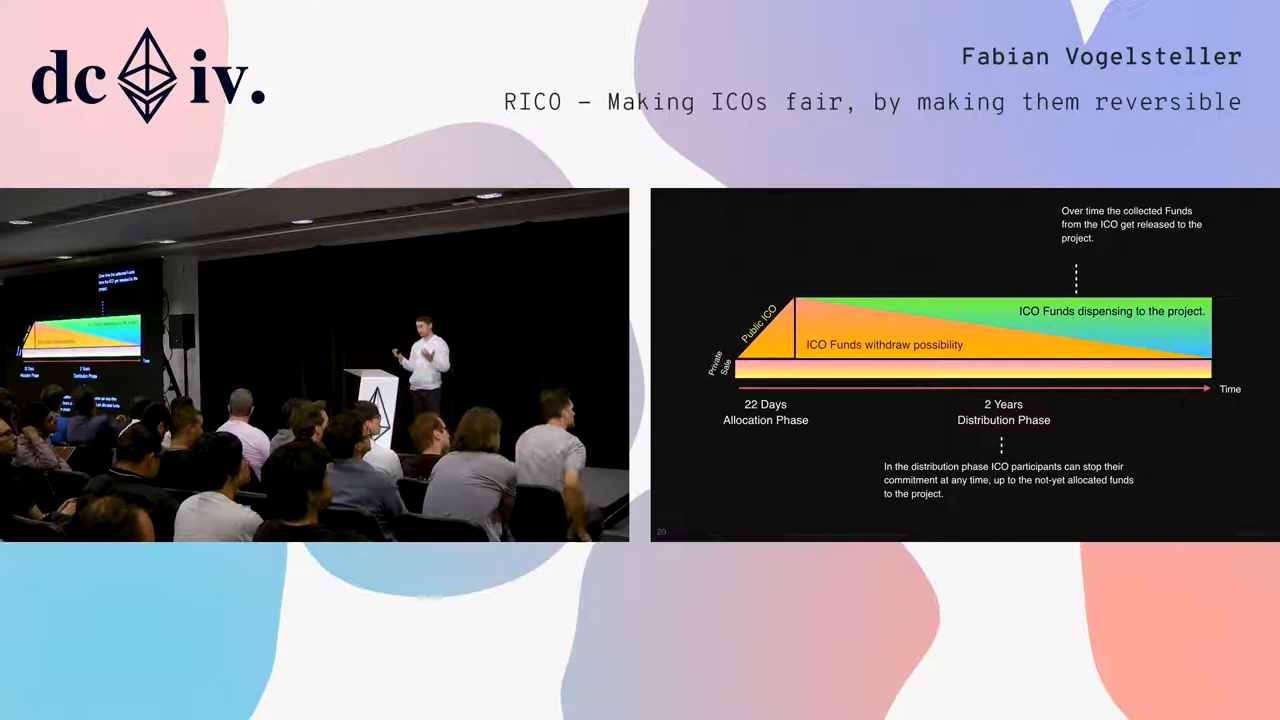 dc iv.
Fabian Vogelsteller
RICO – Making ICOs fair, by making them reversible
Over time the collected Funds
from the ICO get released to the
project.
Public ICO
ICO Funds dispensing to the project.
ICO Funds withdraw possibility
Private
Sale
Time
22 Days
Allocation Phase
2 Years
Distribution Phase
In the distribution phase ICO participants can stop their
commitment at any time, up to the not-yet allocated funds
to the project.
20